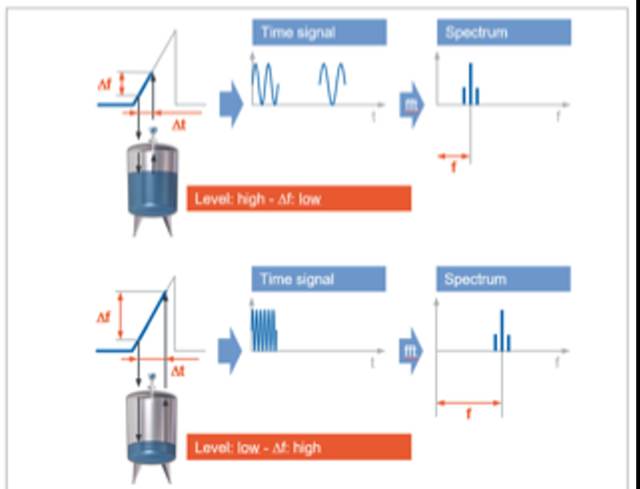 Time signal
Spectrum
Δf
Δt
t
fft
f
f
Level: high - Δf: low
Time signal
Spectrum
Δf
Δt
t
fft
f
f
Level: low - Δf: high